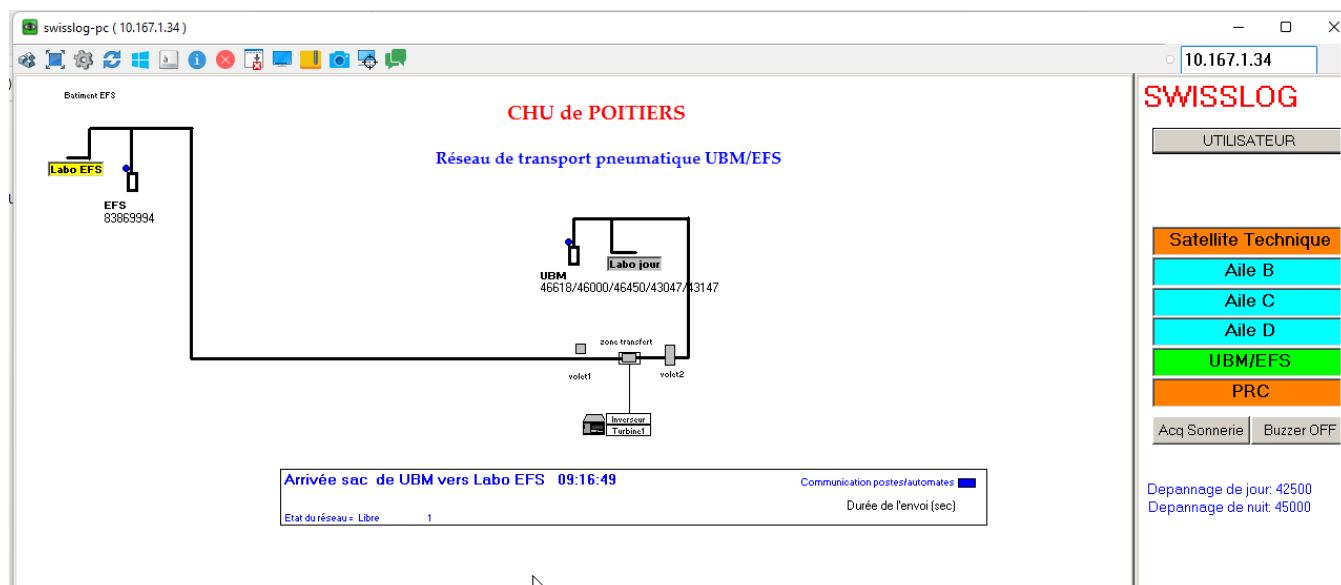 swisslog-pc ( 10.167.1.34 )
10.167.1.34
Batiment EFS
CHU de POITIERS
Réseau de transport pneumatique UBM/EFS
Labo EFS
EFS
83869994
Labo jour
UBM
46618/46000/46450/43047/43147
zone transfert
volet1
volet2
Inverseur
Turbine1
Arrivée sac de UBM vers Labo EFS 09:16:49
Communication postes/automates
Durée de l'envoi (sec)
Etat du réseau = Libre 1
SWISSLOG
UTILISATEUR
Satellite Technique
Aile B
Aile C
Aile D
UBM/EFS
PRC
Acq Sonnerie Buzzer OFF
Depannage de jour: 42500
Depannage de nuit: 45000